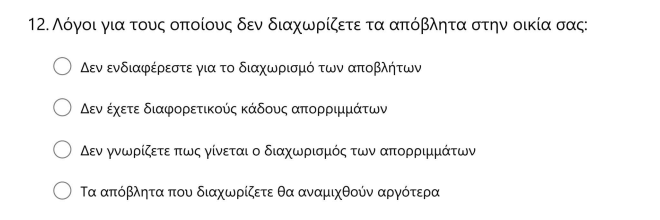 12. Λόγοι για τους οποίους δεν διαχωρίζετε τα απόβλητα στην οικία σας:
Δεν ενδιαφέρεστε για το διαχωρισμό των αποβλήτων
Δεν έχετε διαφορετικούς κάδους απορριμμάτων
Δεν γνωρίζετε πως γίνεται ο διαχωρισμός των απορριμμάτων
Τα απόβλητα που διαχωρίζετε θα αναμιχθούν αργότερα